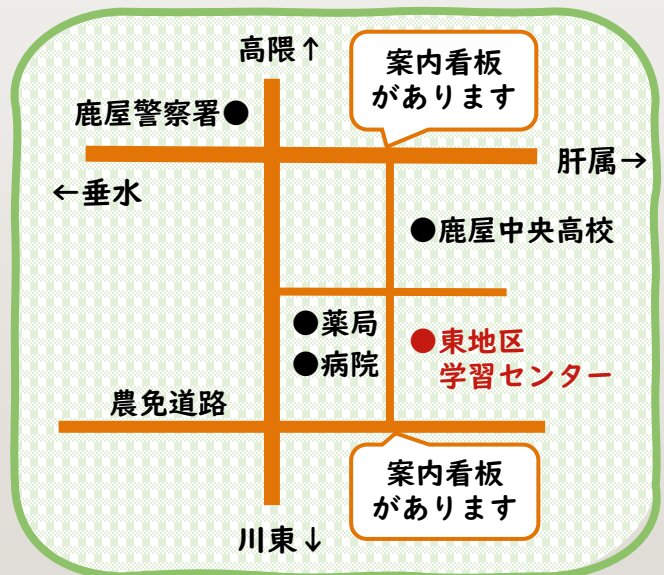 高隈↑
案内看板
があります
鹿屋警察署●
肝属→
←垂水
●鹿屋中央高校
●薬局
●病院
●東地区
学習センター
農免道路
案内看板
があります
川東↓